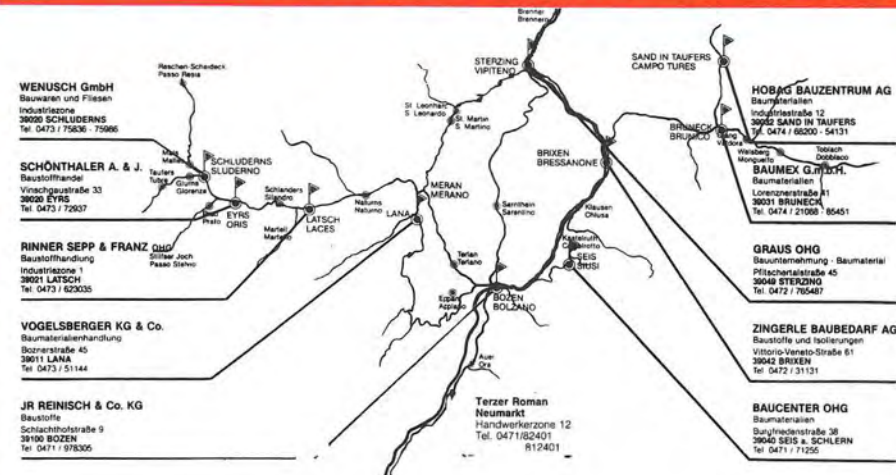 WENUSCH GmbH
Bauwaren und Fliesen
Industriezone
39020 SCHLUDERNS
Tel. 0473 / 75836 - 75986
SCHÖNTHALER A. & J.
Baustoffhandel
Vinschgaustraße 33
39020 EYRS
Tel. 0473 / 72937
RINNER SEPP & FRANZ OHG
Baustoffhandlung
Industriezone 1
39021 LATSCH
Tel. 0473 / 623035
VOGELSBERGER KG & Co.
Baumaterialienhandlung
Boznerstraße 45
39011 LANA
Tel. 0473 / 51144
JR REINISCH & Co. KG
Baustoffe
Schlachthofstraße 9
39100 BOZEN
Tel. 0471 / 978305
Reschen-Scheideck
Passo Resia
Mals
Malles
Taufers
Tubre
Glurns
Glorenza
SCHLUDERNS
SLUDERNO
Prad
Prato
Stilfser Joch
Passo Stelvio
EYRS
ORIS
Schlanders
Silandro
Martell
Martello
LATSCH
LACES
Naturns
Naturno
LANA
MERAN
MERANO
St. Leonhard
S. Leonardo
St. Martin
S. Martino
Brenner
Brennero
STERZING
VIPITENO
Sarnthein
Sarentino
Terlan
Terlano
Eppan
Appiano
BOZEN
BOLZANO
Auer
Ora
BRIXEN
BRESSANONE
Klausen
Chiusa
Kastelruth
Castelrotto
SEIS
SIUSI
SAND IN TAUFERS
CAMPO TURES
BRUNECK
BRUNICO
Welsberg
Monguelfo
Toblach
Dobbiaco
Terzer Roman
Neumarkt
Handwerkerzone 12
Tel. 0471/82401
812401
HOBAG BAUZENTRUM AG
Baumaterialien
Industriestraße 12
39032 SAND IN TAUFERS
Tel. 0474 / 68200 - 54131
BAUMEX G.m.b.H.
Baumaterialien
Lorenznerstraße 41
39031 BRUNECK
Tel. 0474 / 21088 - 85451
GRAUS OHG
Bauunternehmung - Baumaterial
Pfitschertalstraße 45
39049 STERZING
Tel. 0472 / 765487
ZINGERLE BAUBEDARF AG
Baustoffe und Isolierungen
Vittorio-Veneto-Straße 61
39042 BRIXEN
Tel. 0472 / 31131
BAUCENTER OHG
Baumaterialien
Burgfriedenstraße 38
39040 SEIS a. SCHLERN
Tel. 0471 / 71255